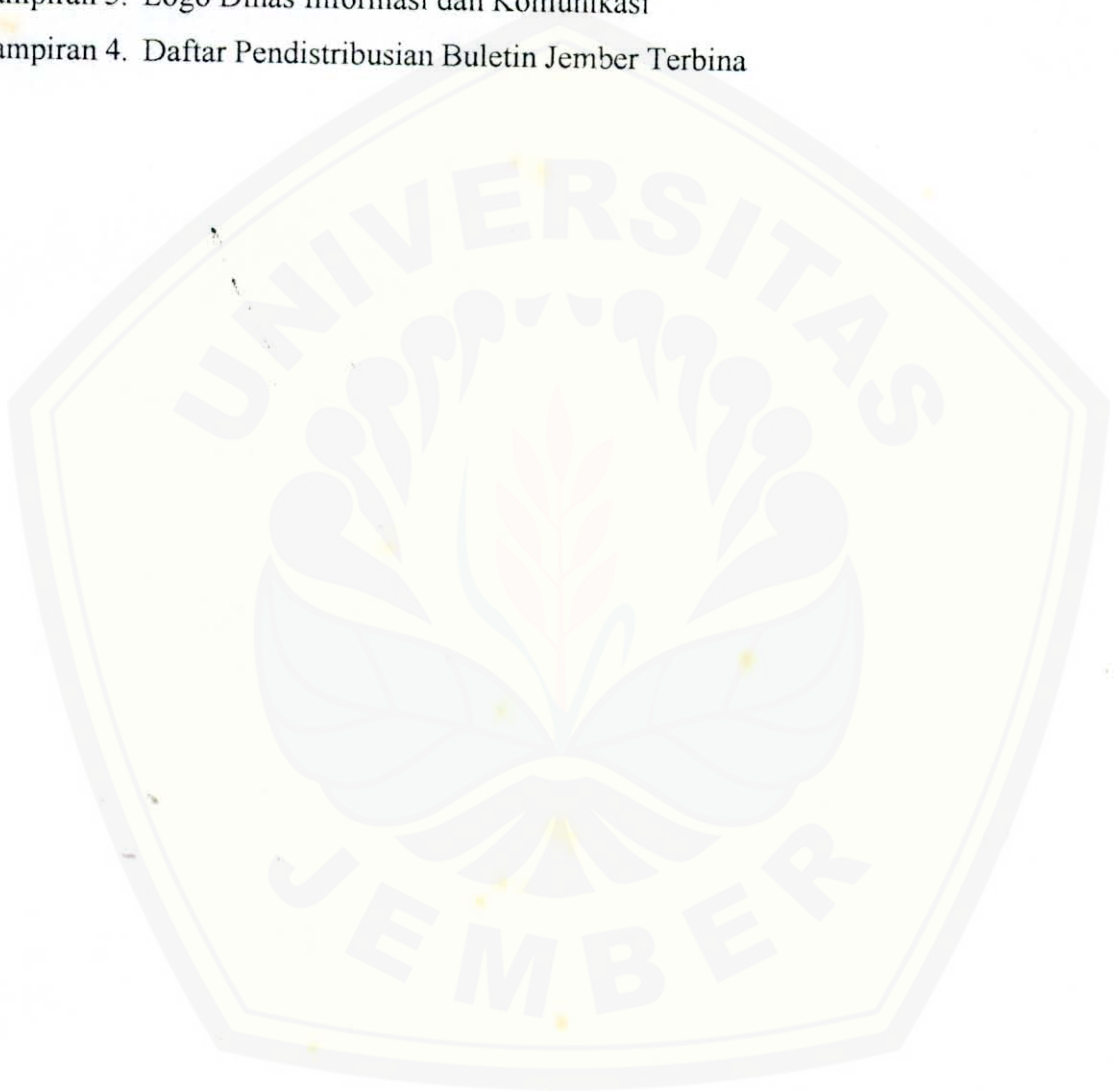 ampiran 3. Logo Dinas Informasi dan Komunikasi
ampiran 4. Daftar Pendistribusian Buletin Jember Terbina
UNIVERSITAS
JEMBER